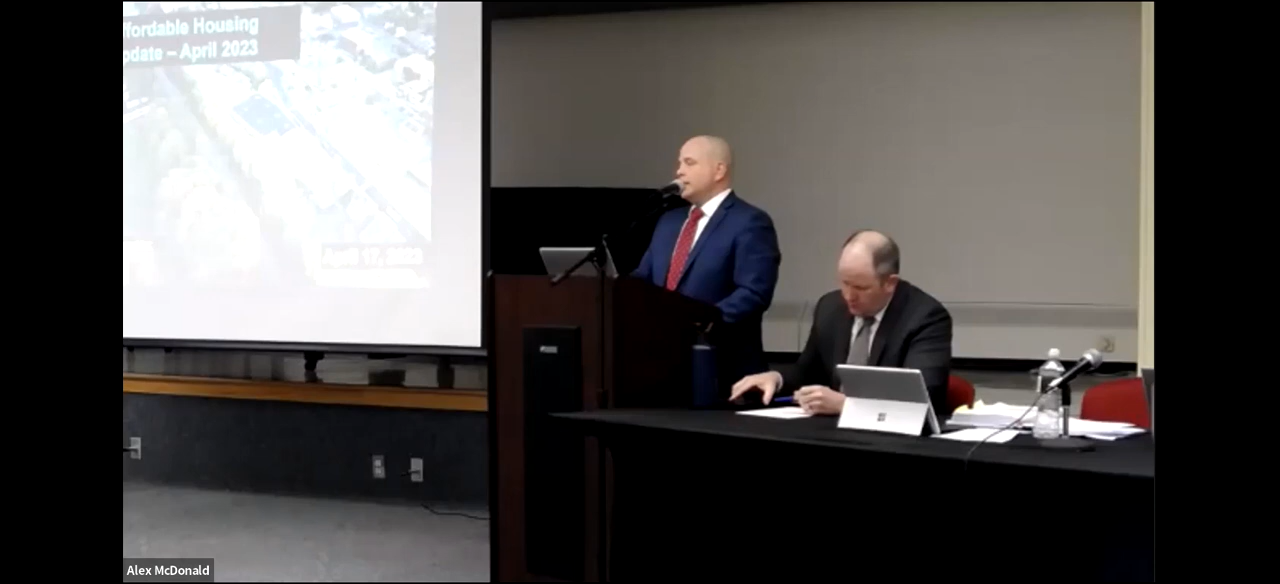 ffordable Housing
pdate – April 2023
April 17, 2023
Alex McDonald